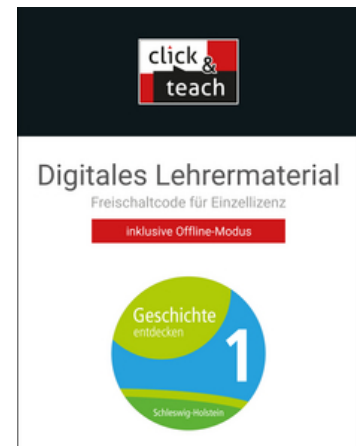 click &
teach
Digitales Lehrermaterial
Freischaltcode für Einzellizenz
inklusive Offline-Modus
Geschichte
entdecken
1
Schleswig-Holstein